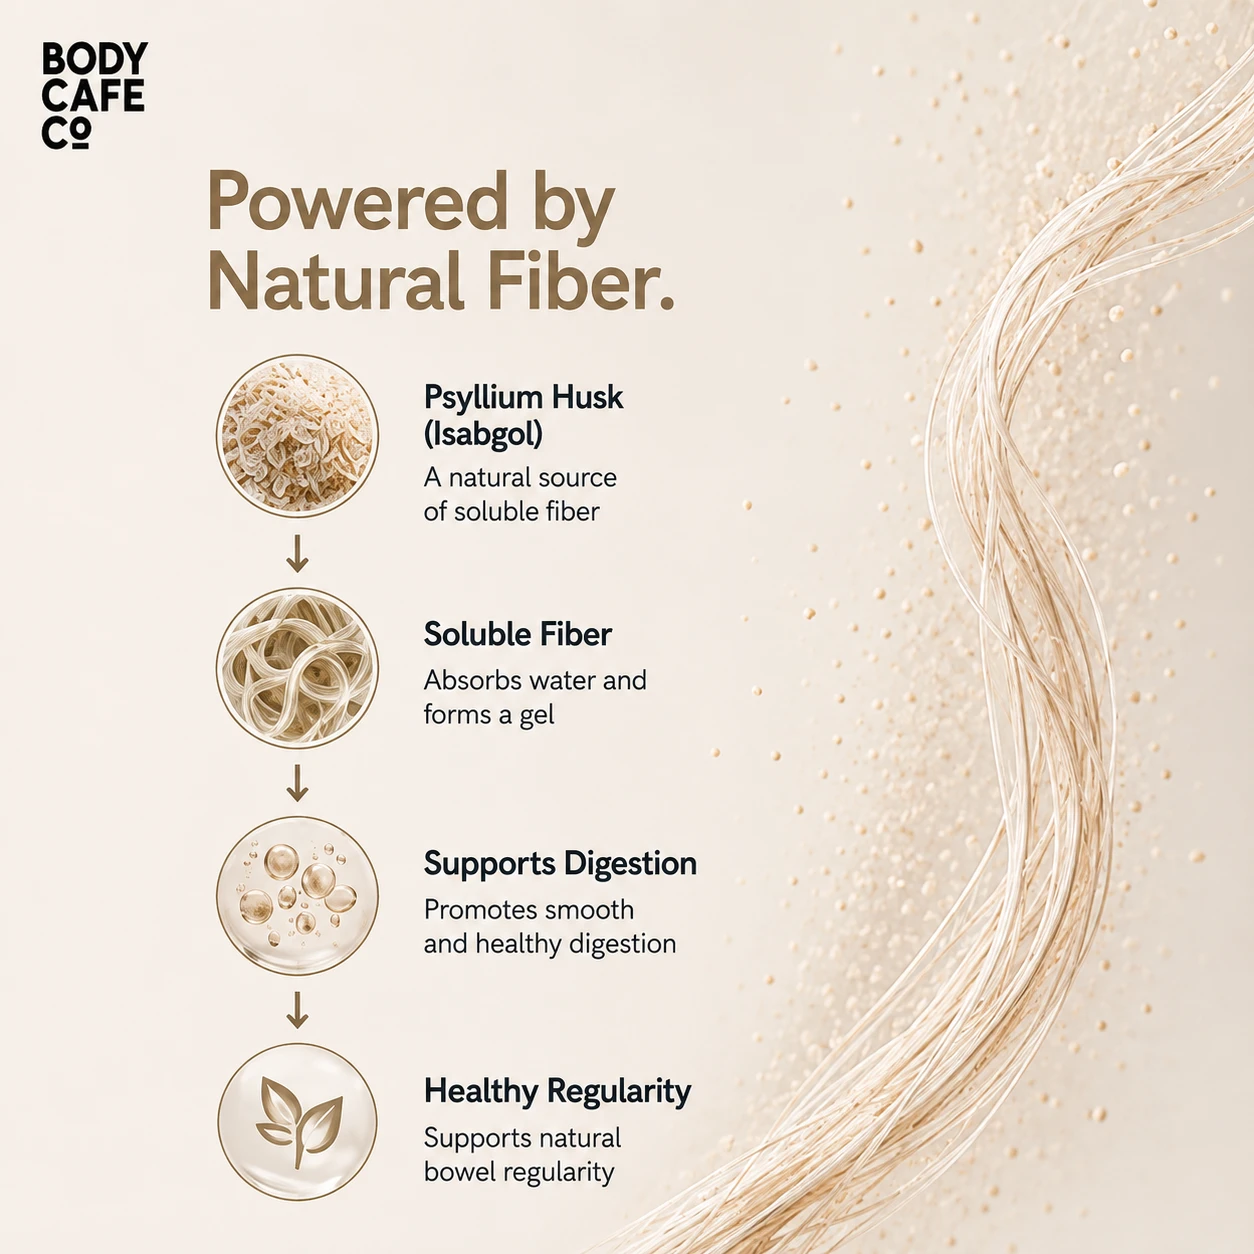 BODY
CAFE
Cº
Powered by
Natural Fiber.
Psyllium Husk
(Isabgol)
A natural source
of soluble fiber
Soluble Fiber
Absorbs water and
forms a gel
Supports Digestion
Promotes smooth
and healthy digestion
Healthy Regularity
Supports natural
bowel regularity